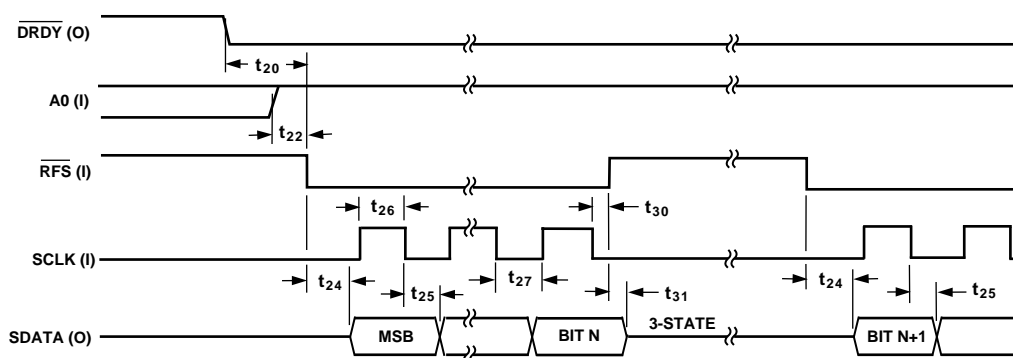 DRDY (O)
t20
A0 (I)
t22
RFS (I)
t26
t30
SCLK (I)
t24
t25
t27
t31
t24
t25
SDATA (O)
MSB
BIT N
3-STATE
BIT N+1